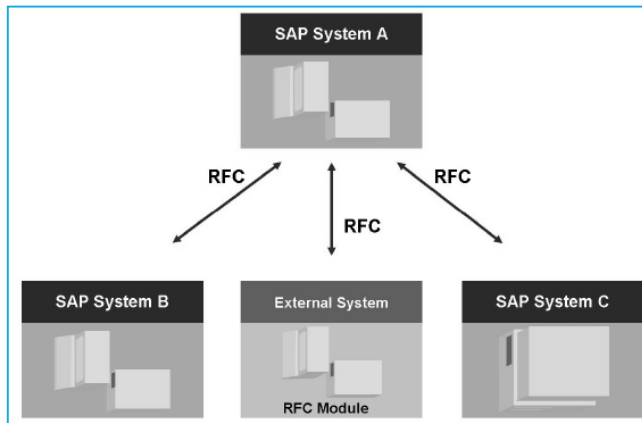 SAP System A
RFC
RFC
RFC
SAP System B
External System
SAP System C
RFC Module